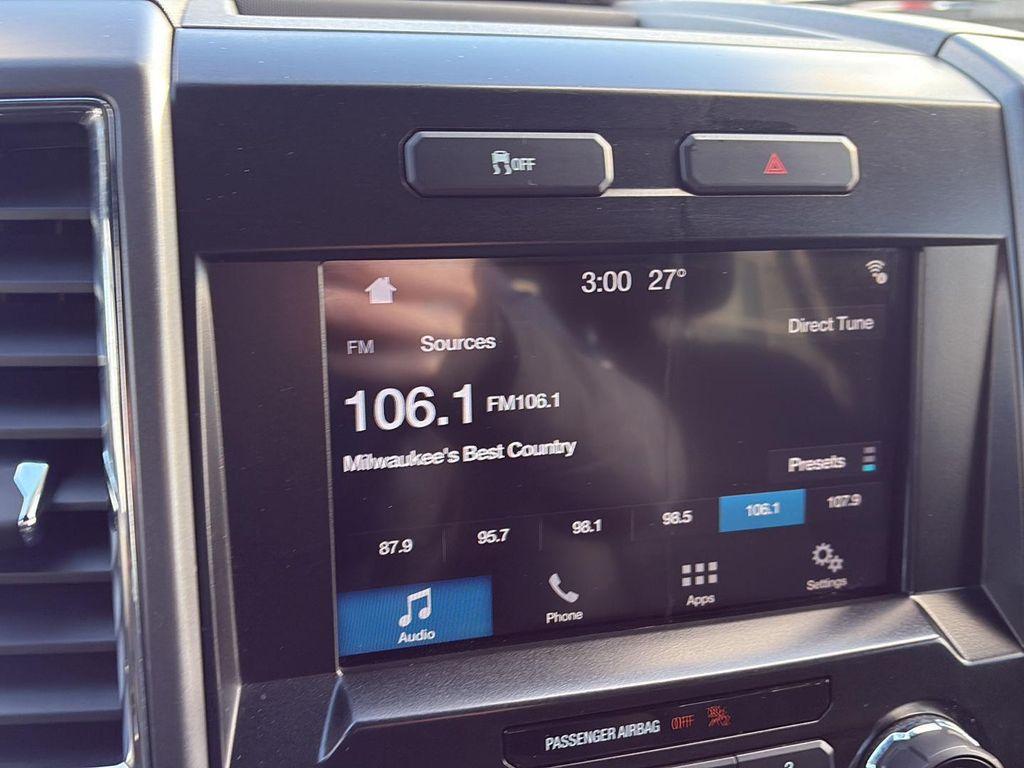 OFF
3:00 27°
Direct Tune
FM Sources
106.1 FM106.1
Milwaukee's Best Country
Presets
87.9 95.7 98.1 98.5 106.1 107.9
Audio Phone Apps Settings
PASSENGER AIRBAG OFF